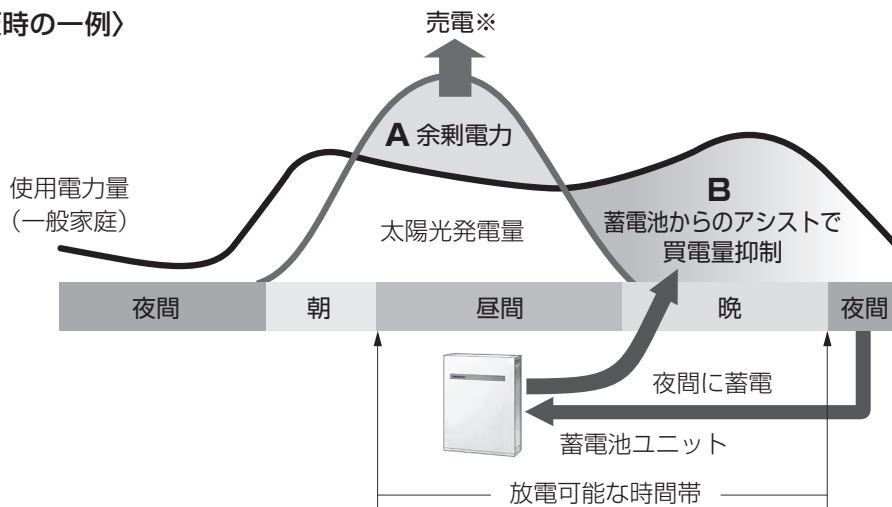 時の一例〉
売電※
A 余剰電力
使用電力量
（一般家庭）
太陽光発電量
B
蓄電池からのアシストで
買電量抑制
夜間
朝
昼間
晩
夜間
夜間に蓄電
蓄電池ユニット
放電可能な時間帯